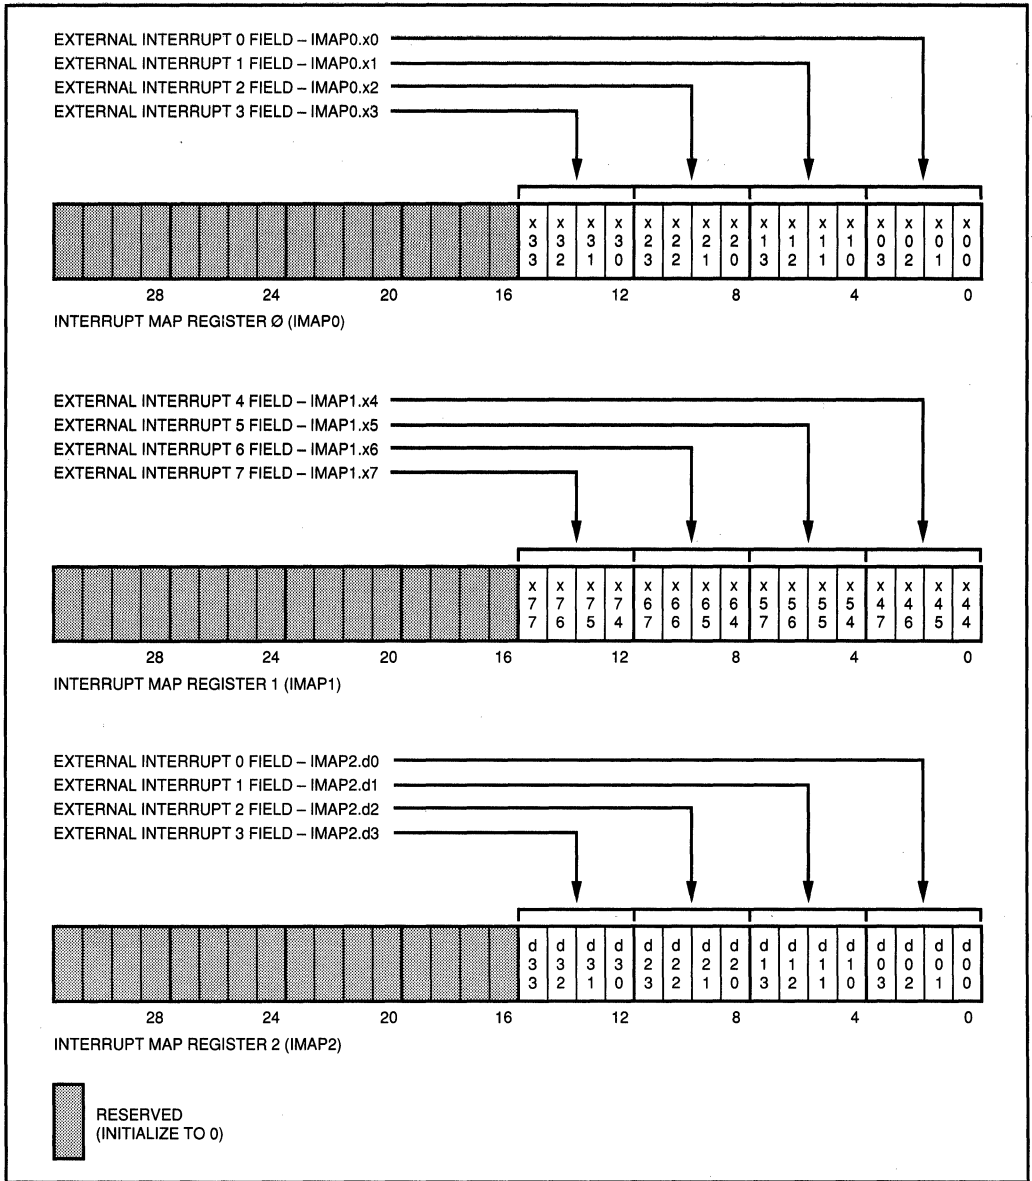 EXTERNAL INTERRUPT 0 FIELD – IMAP0.x0
EXTERNAL INTERRUPT 1 FIELD – IMAP0.x1
EXTERNAL INTERRUPT 2 FIELD – IMAP0.x2
EXTERNAL INTERRUPT 3 FIELD – IMAP0.x3
x33 x32 x31 x30 x23 x22 x21 x20 x13 x12 x11 x10 x03 x02 x01 x00
28 24 20 16 12 8 4 0
INTERRUPT MAP REGISTER Ø (IMAP0)
EXTERNAL INTERRUPT 4 FIELD – IMAP1.x4
EXTERNAL INTERRUPT 5 FIELD – IMAP1.x5
EXTERNAL INTERRUPT 6 FIELD – IMAP1.x6
EXTERNAL INTERRUPT 7 FIELD – IMAP1.x7
x77 x76 x75 x74 x67 x66 x65 x64 x57 x56 x55 x54 x47 x46 x45 x44
28 24 20 16 12 8 4 0
INTERRUPT MAP REGISTER 1 (IMAP1)
EXTERNAL INTERRUPT 0 FIELD – IMAP2.d0
EXTERNAL INTERRUPT 1 FIELD – IMAP2.d1
EXTERNAL INTERRUPT 2 FIELD – IMAP2.d2
EXTERNAL INTERRUPT 3 FIELD – IMAP2.d3
d33 d32 d31 d30 d23 d22 d21 d20 d13 d12 d11 d10 d03 d02 d01 d00
28 24 20 16 12 8 4 0
INTERRUPT MAP REGISTER 2 (IMAP2)
RESERVED
(INITIALIZE TO 0)